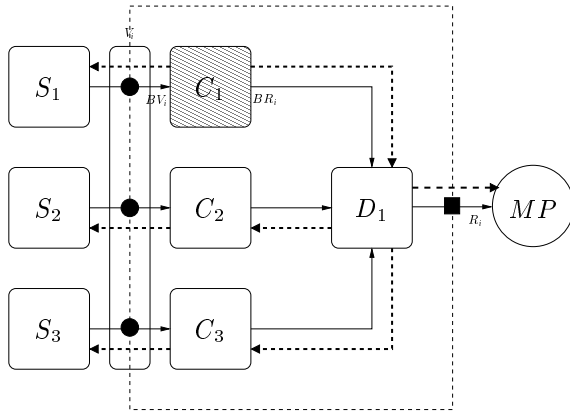 V_i
S_1
BV_i
C_1
BR_i
S_2
C_2
D_1
R_i
MP
S_3
C_3